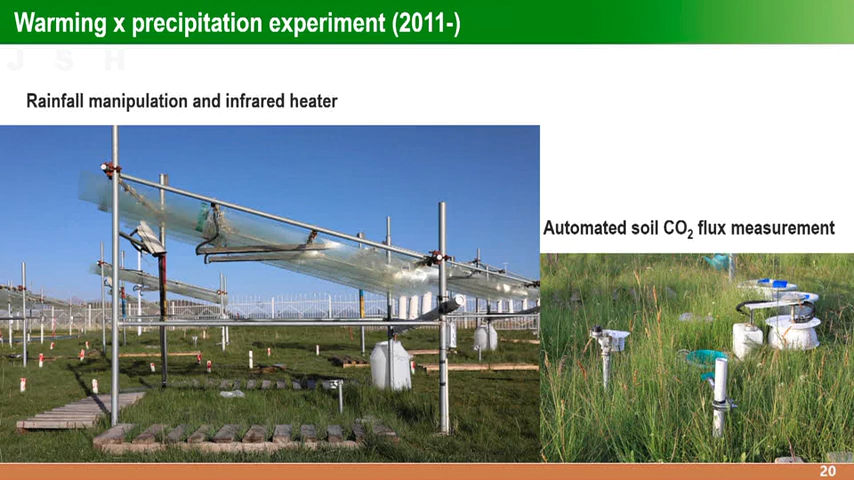 Warming x precipitation experiment (2011-)
J S H
Rainfall manipulation and infrared heater
Automated soil CO₂ flux measurement
20